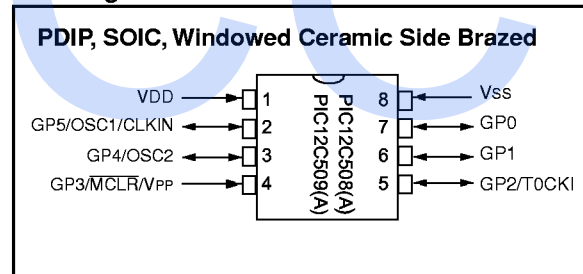 PDIP, SOIC, Windowed Ceramic Side Brazed
VDD 1
GP5/OSC1/CLKIN 2
GP4/OSC2 3
GP3/MCLR/VPP 4
PIC12C508(A)
PIC12C509(A)
8 VSS
7 GP0
6 GP1
5 GP2/T0CKI